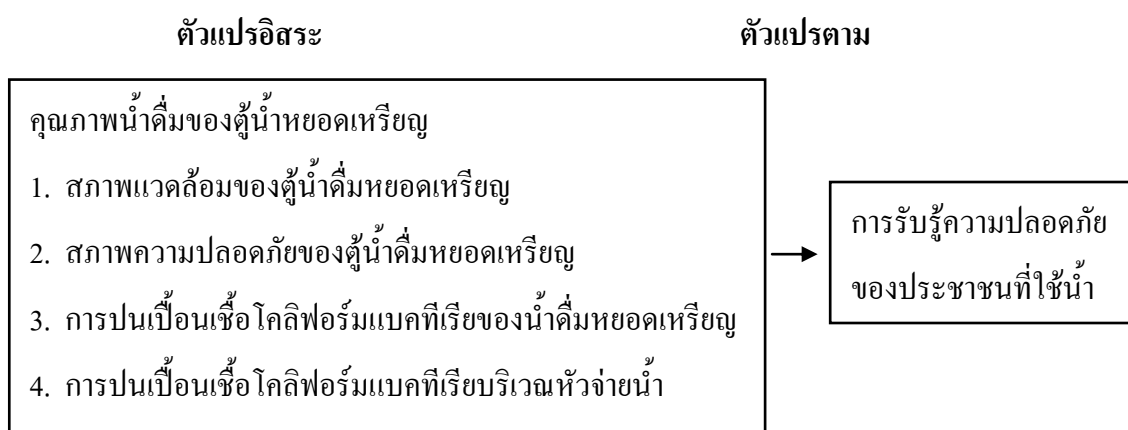 ตัวแปรอิสระ ตัวแปรตาม
คุณภาพน้ำดื่มของตู้น้ำหยอดเหรียญ
1. สภาพแวดล้อมของตู้น้ำดื่มหยอดเหรียญ
2. สภาพความปลอดภัยของตู้น้ำดื่มหยอดเหรียญ
3. การปนเปื้อนเชื้อโคลิฟอร์มแบคทีเรียของน้ำดื่มหยอดเหรียญ
4. การปนเปื้อนเชื้อโคลิฟอร์มแบคทีเรียบริเวณหัวจ่ายน้ำ
การรับรู้ความปลอดภัย
ของประชาชนที่ใช้น้ำ